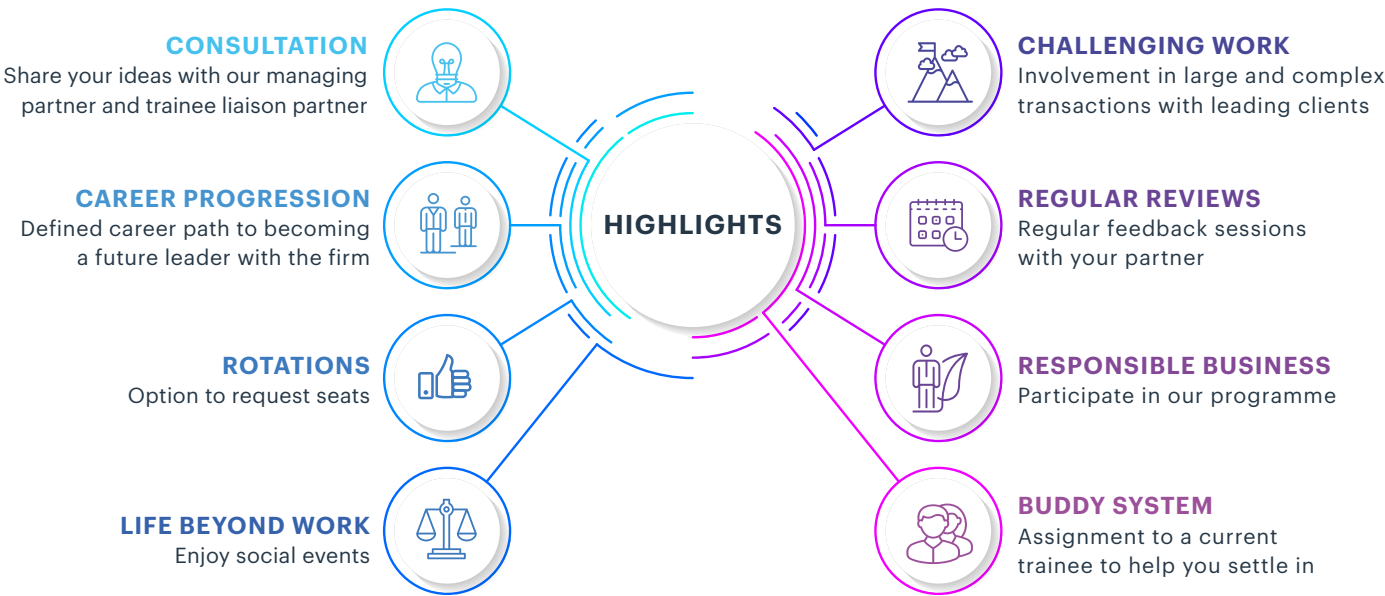 CONSULTATION
Share your ideas with our managing
partner and trainee liaison partner
CAREER PROGRESSION
Defined career path to becoming
a future leader with the firm
ROTATIONS
Option to request seats
LIFE BEYOND WORK
Enjoy social events
HIGHLIGHTS
CHALLENGING WORK
Involvement in large and complex
transactions with leading clients
REGULAR REVIEWS
Regular feedback sessions
with your partner
RESPONSIBLE BUSINESS
Participate in our programme
BUDDY SYSTEM
Assignment to a current
trainee to help you settle in